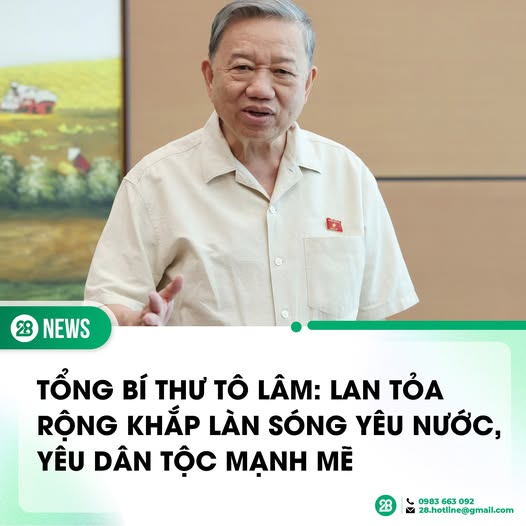 28 NEWS
TỔNG BÍ THƯ TÔ LÂM: LAN TỎA
RỘNG KHẮP LÀN SÓNG YÊU NƯỚC,
YÊU DÂN TỘC MẠNH MẼ
28
0983 663 092
28.hotline@gmail.com